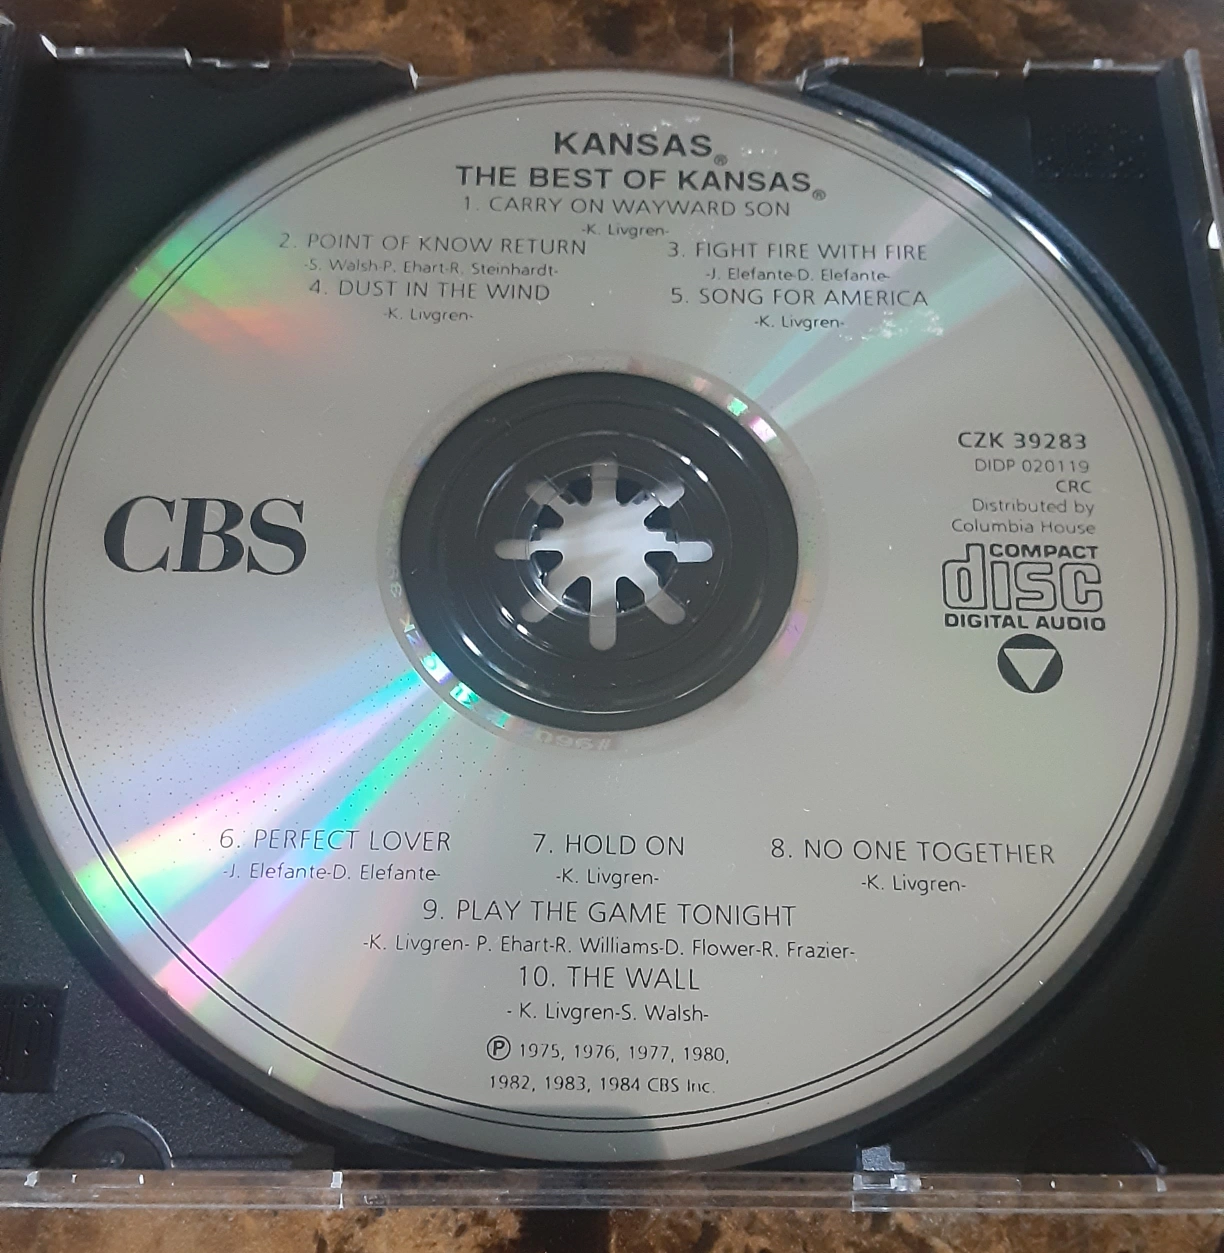 KANSAS®
THE BEST OF KANSAS®
1. CARRY ON WAYWARD SON
-K. Livgren-
2. POINT OF KNOW RETURN
-S. Walsh-P. Ehart-R. Steinhardt-
3. FIGHT FIRE WITH FIRE
-J. Elefante-D. Elefante-
4. DUST IN THE WIND
-K. Livgren-
5. SONG FOR AMERICA
-K. Livgren-
CBS
CZK 39283
DIDP 020119
CRC
Distributed by
Columbia House
COMPACT
disc
DIGITAL AUDIO
6. PERFECT LOVER
-J. Elefante-D. Elefante-
7. HOLD ON
-K. Livgren-
8. NO ONE TOGETHER
-K. Livgren-
9. PLAY THE GAME TONIGHT
-K. Livgren- P. Ehart-R. Williams-D. Flower-R. Frazier-
10. THE WALL
- K. Livgren-S. Walsh-
℗ 1975, 1976, 1977, 1980,
1982, 1983, 1984 CBS Inc.